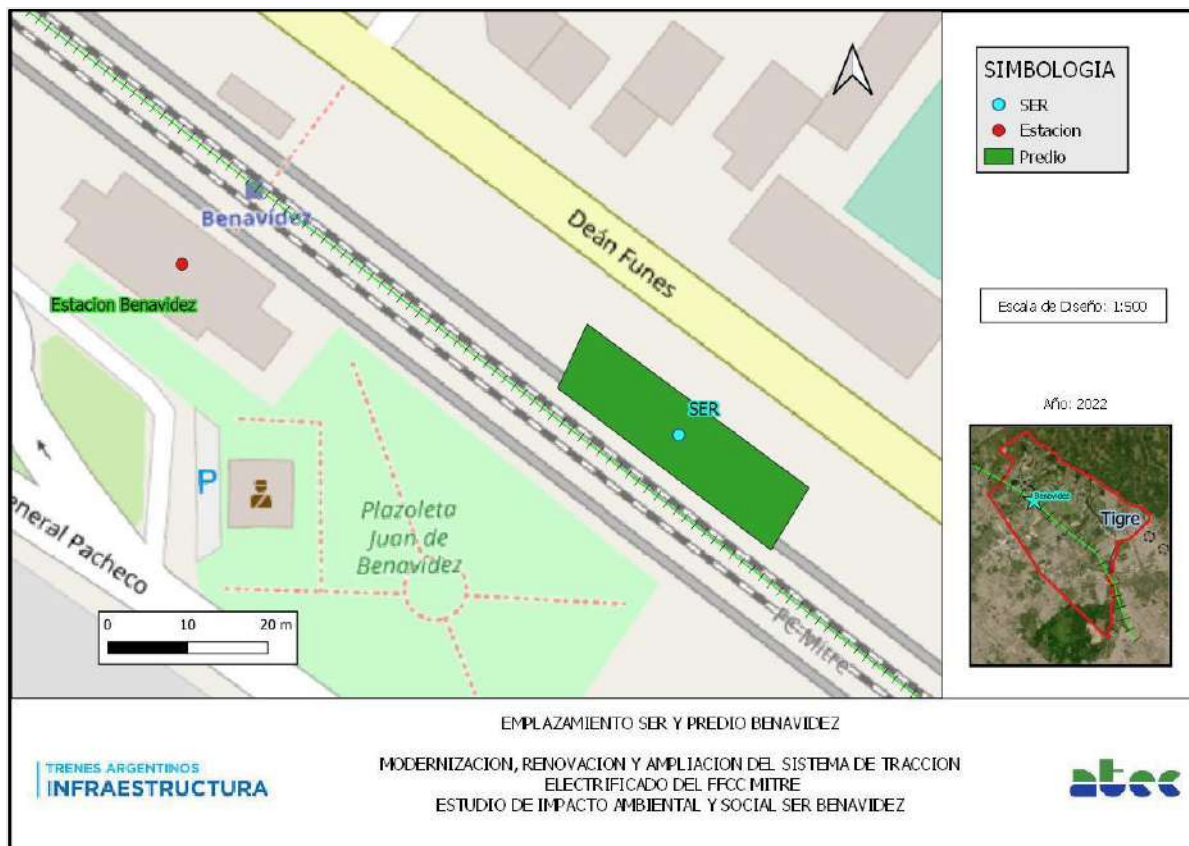 Benavídez
Estacion Benavidez
Deán Funes
SER
P
Plazoleta
Juan de
Benavídez
eneral Pacheco
FC Mitre
0 10 20 m
SIMBOLOGIA
SER
Estacion
Predio
Escala de Diseño: 1:500
Año: 2022
Benavidez
Tigre
EMPLAZAMIENTO SER Y PREDIO BENAVIDEZ
MODERNIZACION, RENOVACION Y AMPLIACION DEL SISTEMA DE TRACCION
ELECTRIFICADO DEL FFCC MITRE
ESTUDIO DE IMPACTO AMBIENTAL Y SOCIAL SER BENAVIDEZ
TRENES ARGENTINOS
INFRAESTRUCTURA
atec